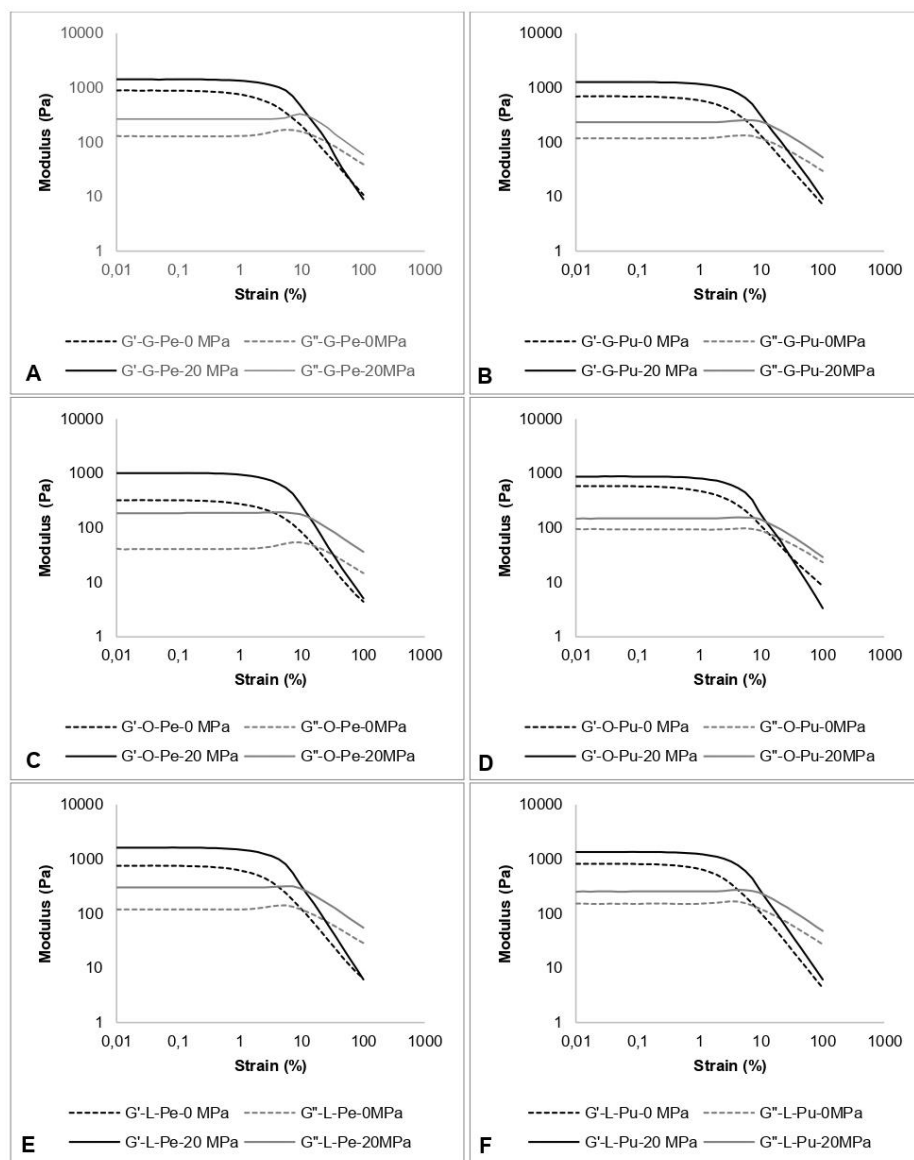 10000
1000
100
10
1
Modulus (Pa)
0,01 0,1 1 10 100 1000
Strain (%)
G'-G-Pe-0 MPa G"-G-Pe-0MPa
G'-G-Pe-20 MPa G"-G-Pe-20MPa
A
10000
1000
100
10
1
Modulus (Pa)
0,01 0,1 1 10 100 1000
Strain (%)
G'-G-Pu-0 MPa G"-G-Pu-0MPa
G'-G-Pu-20 MPa G"-G-Pu-20MPa
B
10000
1000
100
10
1
Modulus (Pa)
0,01 0,1 1 10 100 1000
Strain (%)
G'-O-Pe-0 MPa G"-O-Pe-0MPa
G'-O-Pe-20 MPa G"-O-Pe-20MPa
C
10000
1000
100
10
1
Modulus (Pa)
0,01 0,1 1 10 100 1000
Strain (%)
G'-O-Pu-0 MPa G"-O-Pu-0MPa
G'-O-Pu-20 MPa G"-O-Pu-20MPa
D
10000
1000
100
10
1
Modulus (Pa)
0,01 0,1 1 10 100 1000
Strain (%)
G'-L-Pe-0 MPa G"-L-Pe-0MPa
G'-L-Pe-20 MPa G"-L-Pe-20MPa
E
10000
1000
100
10
1
Modulus (Pa)
0,01 0,1 1 10 100 1000
Strain (%)
G'-L-Pu-0 MPa G"-L-Pu-0MPa
G'-L-Pu-20 MPa G"-L-Pu-20MPa
F